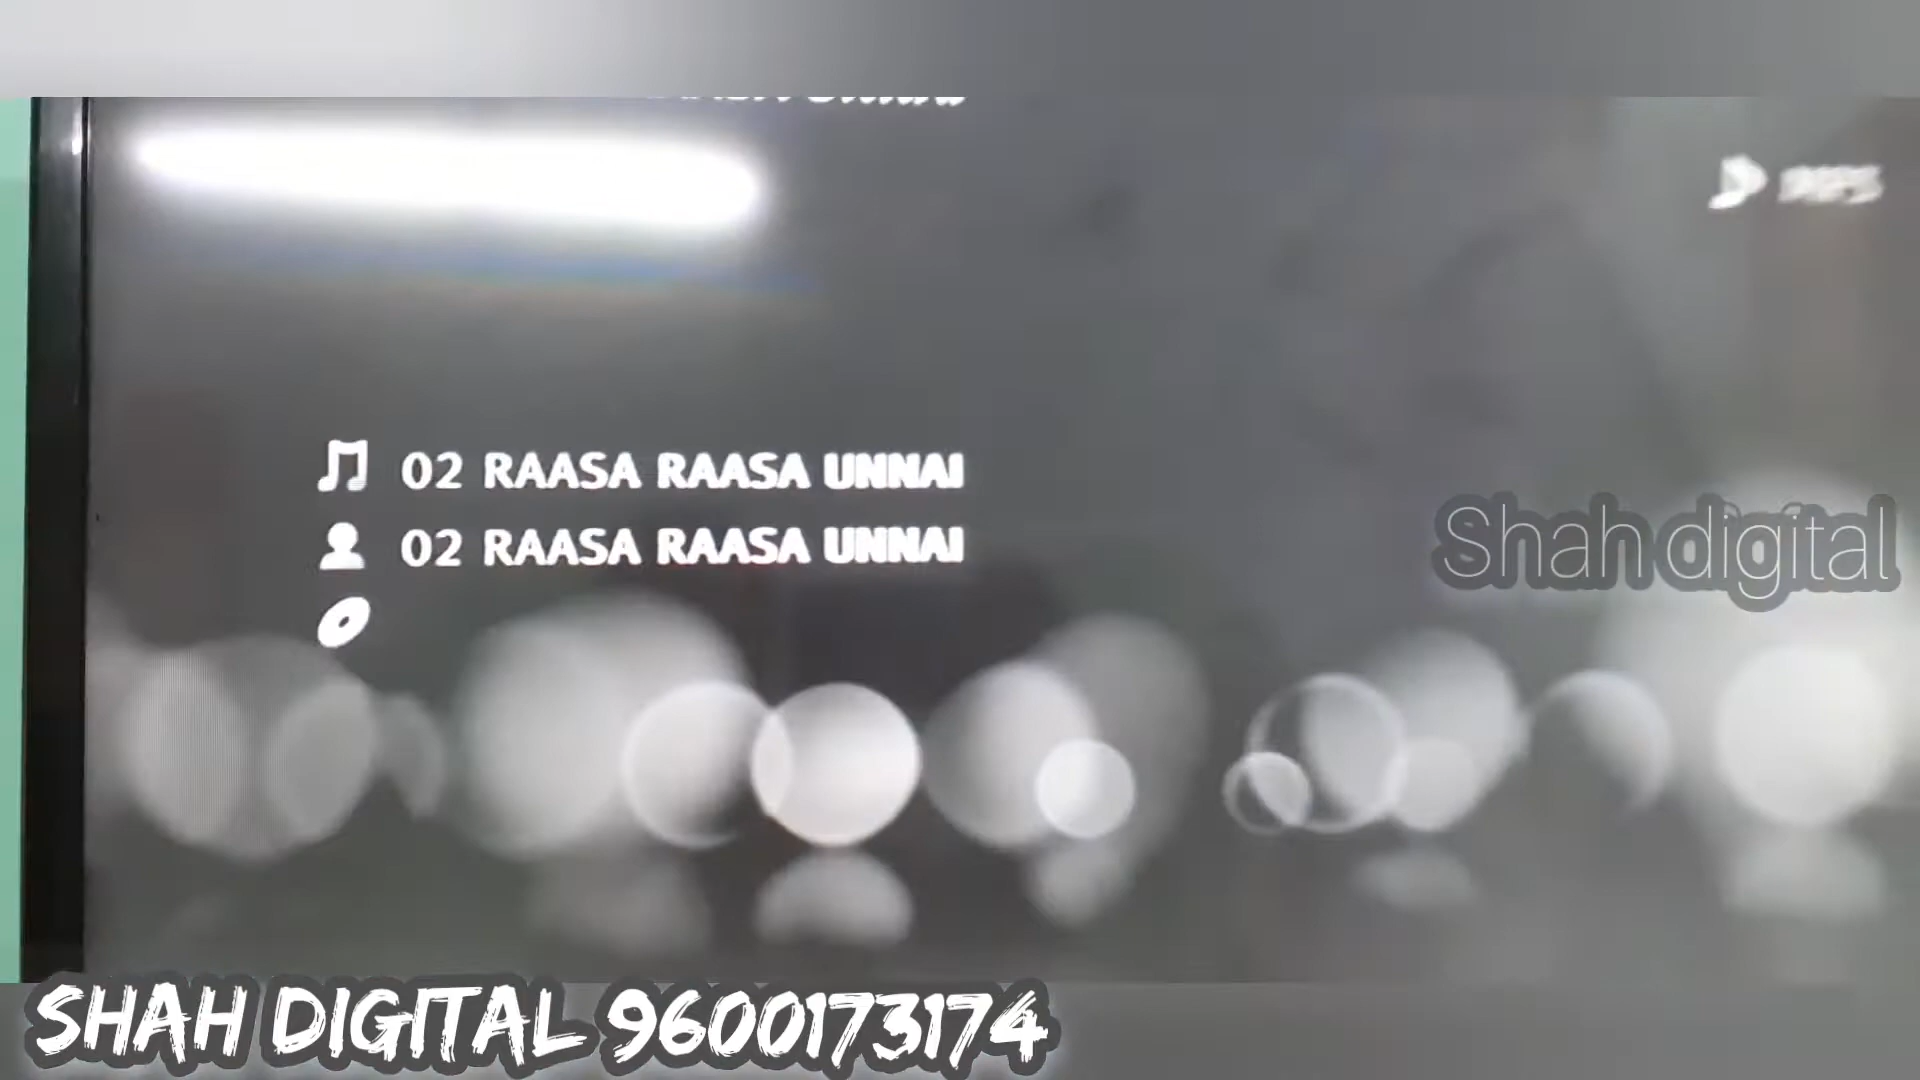 02 RAASA RAASA UNNAI
02 RAASA RAASA UNNAI
Shah digital
SHAH DIGITAL 9600173174